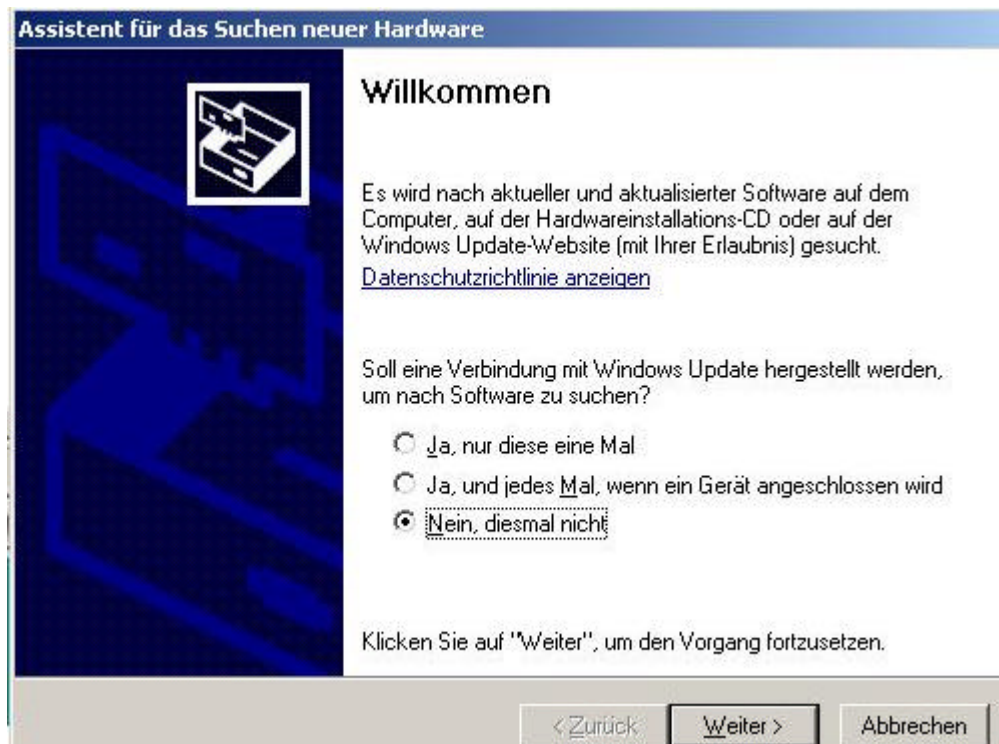 Assistent für das Suchen neuer Hardware
Willkommen
Es wird nach aktueller und aktualisierter Software auf dem
Computer, auf der Hardwareinstallations-CD oder auf der
Windows Update-Website (mit Ihrer Erlaubnis) gesucht.
Datenschutzrichtlinie anzeigen
Soll eine Verbindung mit Windows Update hergestellt werden,
um nach Software zu suchen?
Ja, nur diese eine Mal
Ja, und jedes Mal, wenn ein Gerät angeschlossen wird
Nein, diesmal nicht
Klicken Sie auf "Weiter", um den Vorgang fortzusetzen.
< Zurück Weiter > Abbrechen